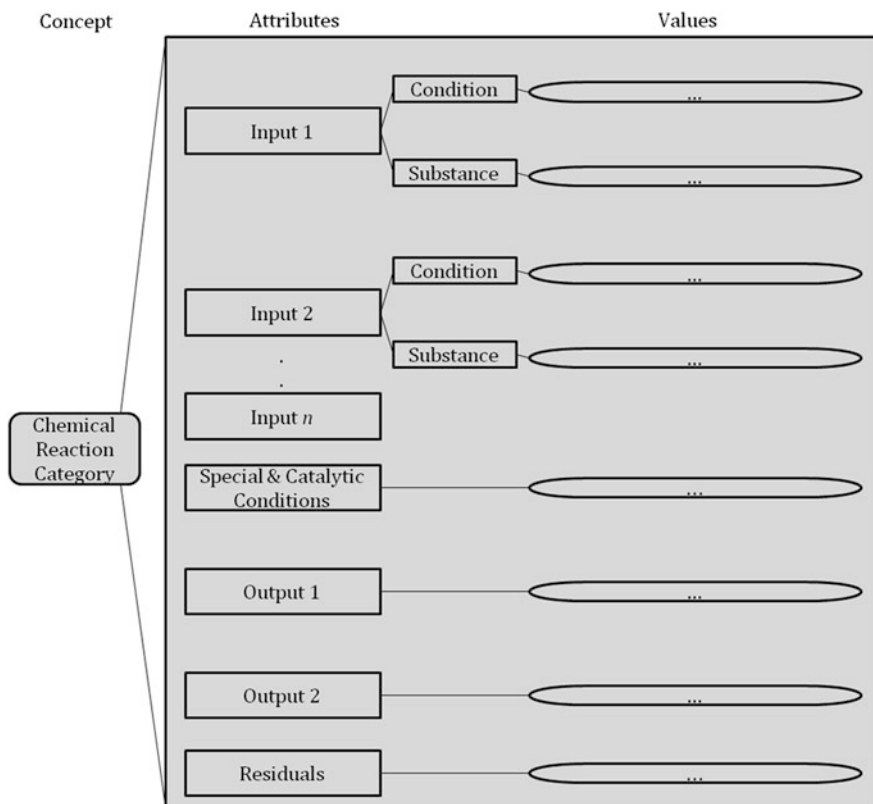 Concept Attributes Values
Condition ...
Input 1
Substance ...
Condition ...
Input 2
Substance ...
.
.
Input n
Chemical
Reaction
Category
Special & Catalytic
Conditions ...
Output 1 ...
Output 2 ...
Residuals ...